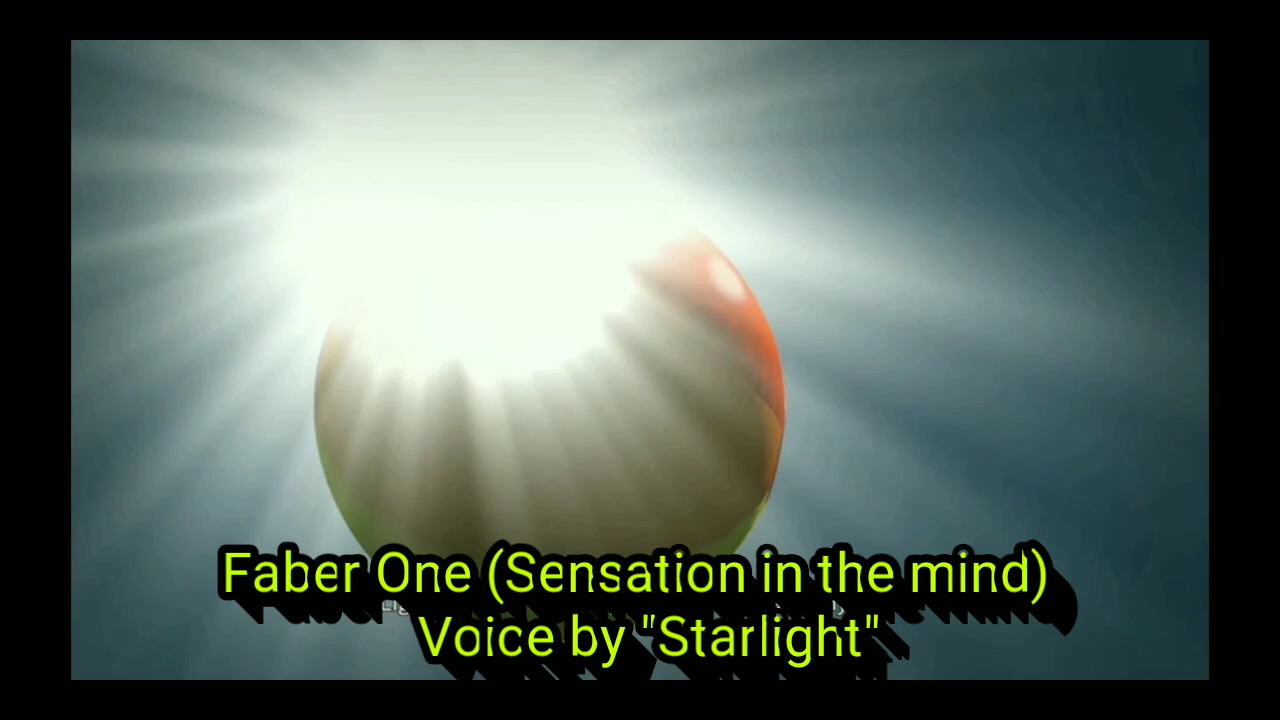 Faber One (Sensation in the mind)
Voice by "Starlight"